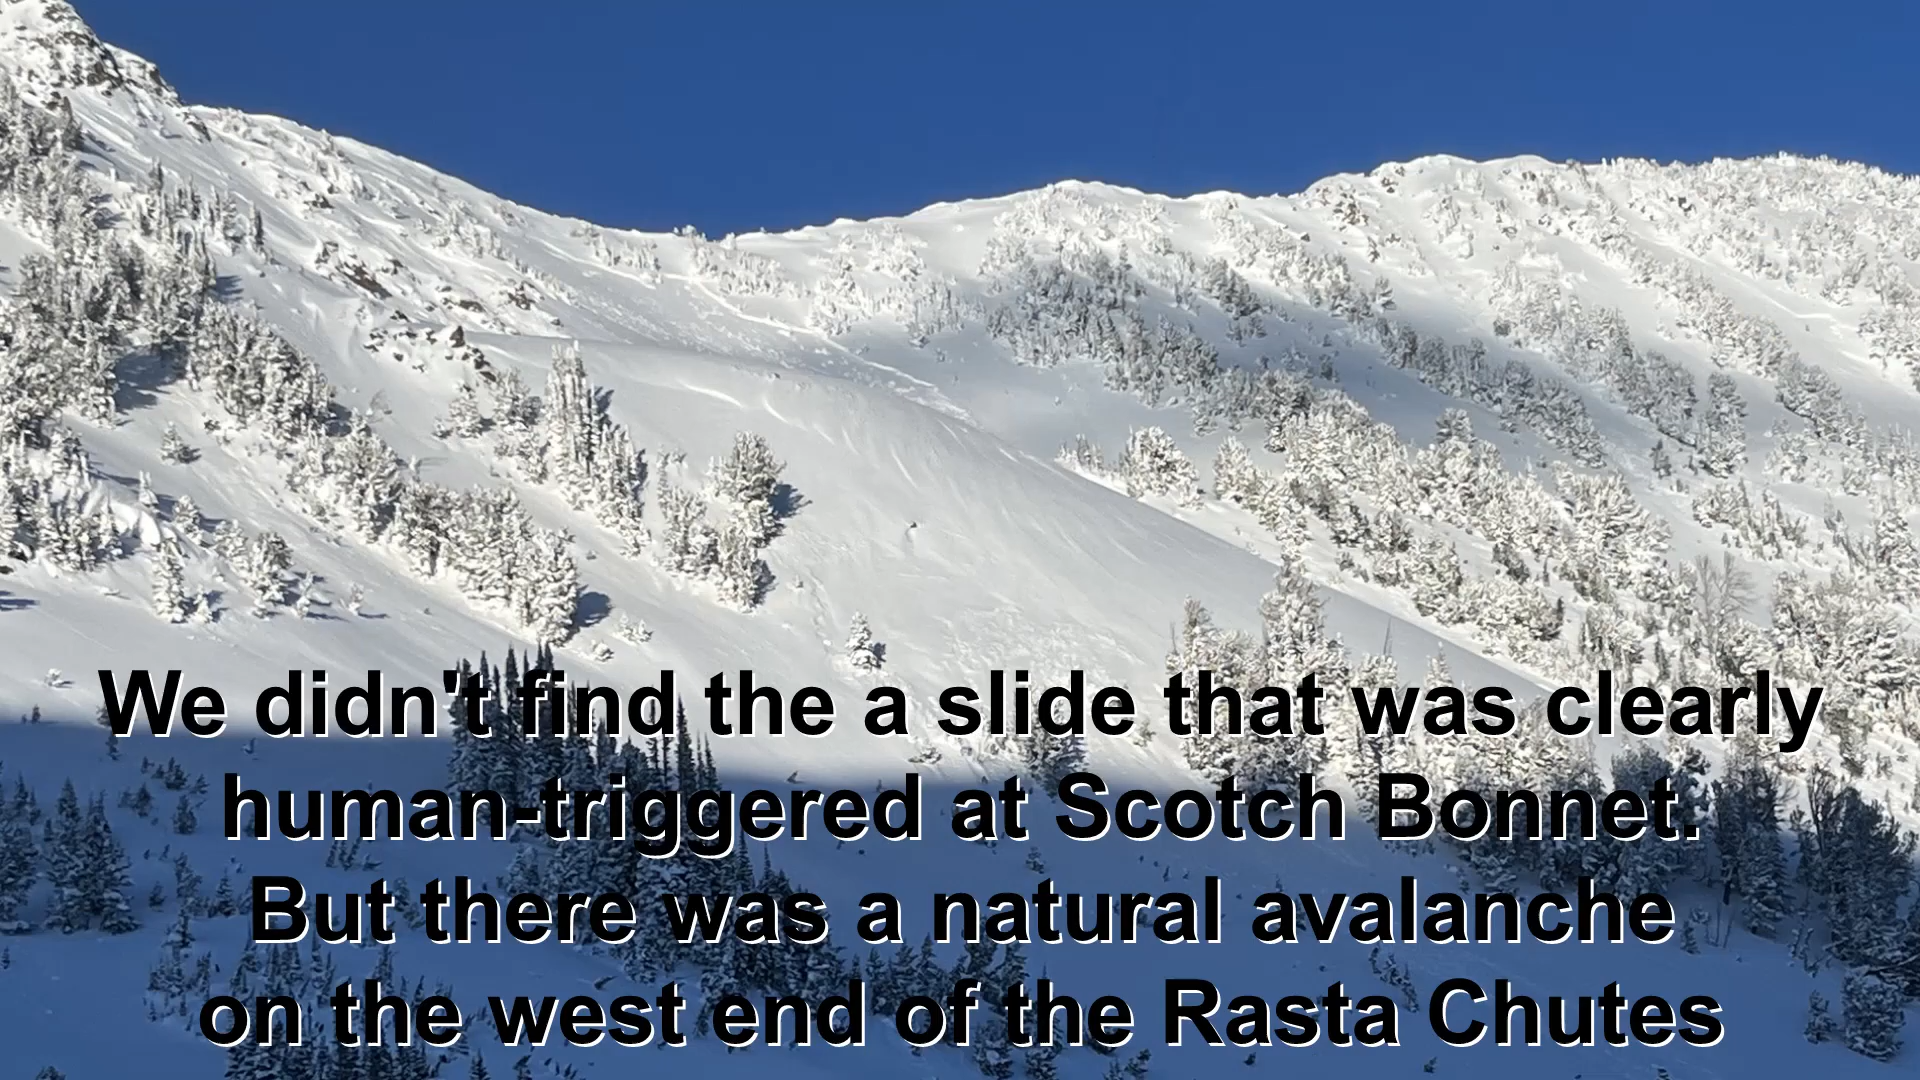 We didn't find the a slide that was clearly
human-triggered at Scotch Bonnet.
But there was a natural avalanche
on the west end of the Rasta Chutes